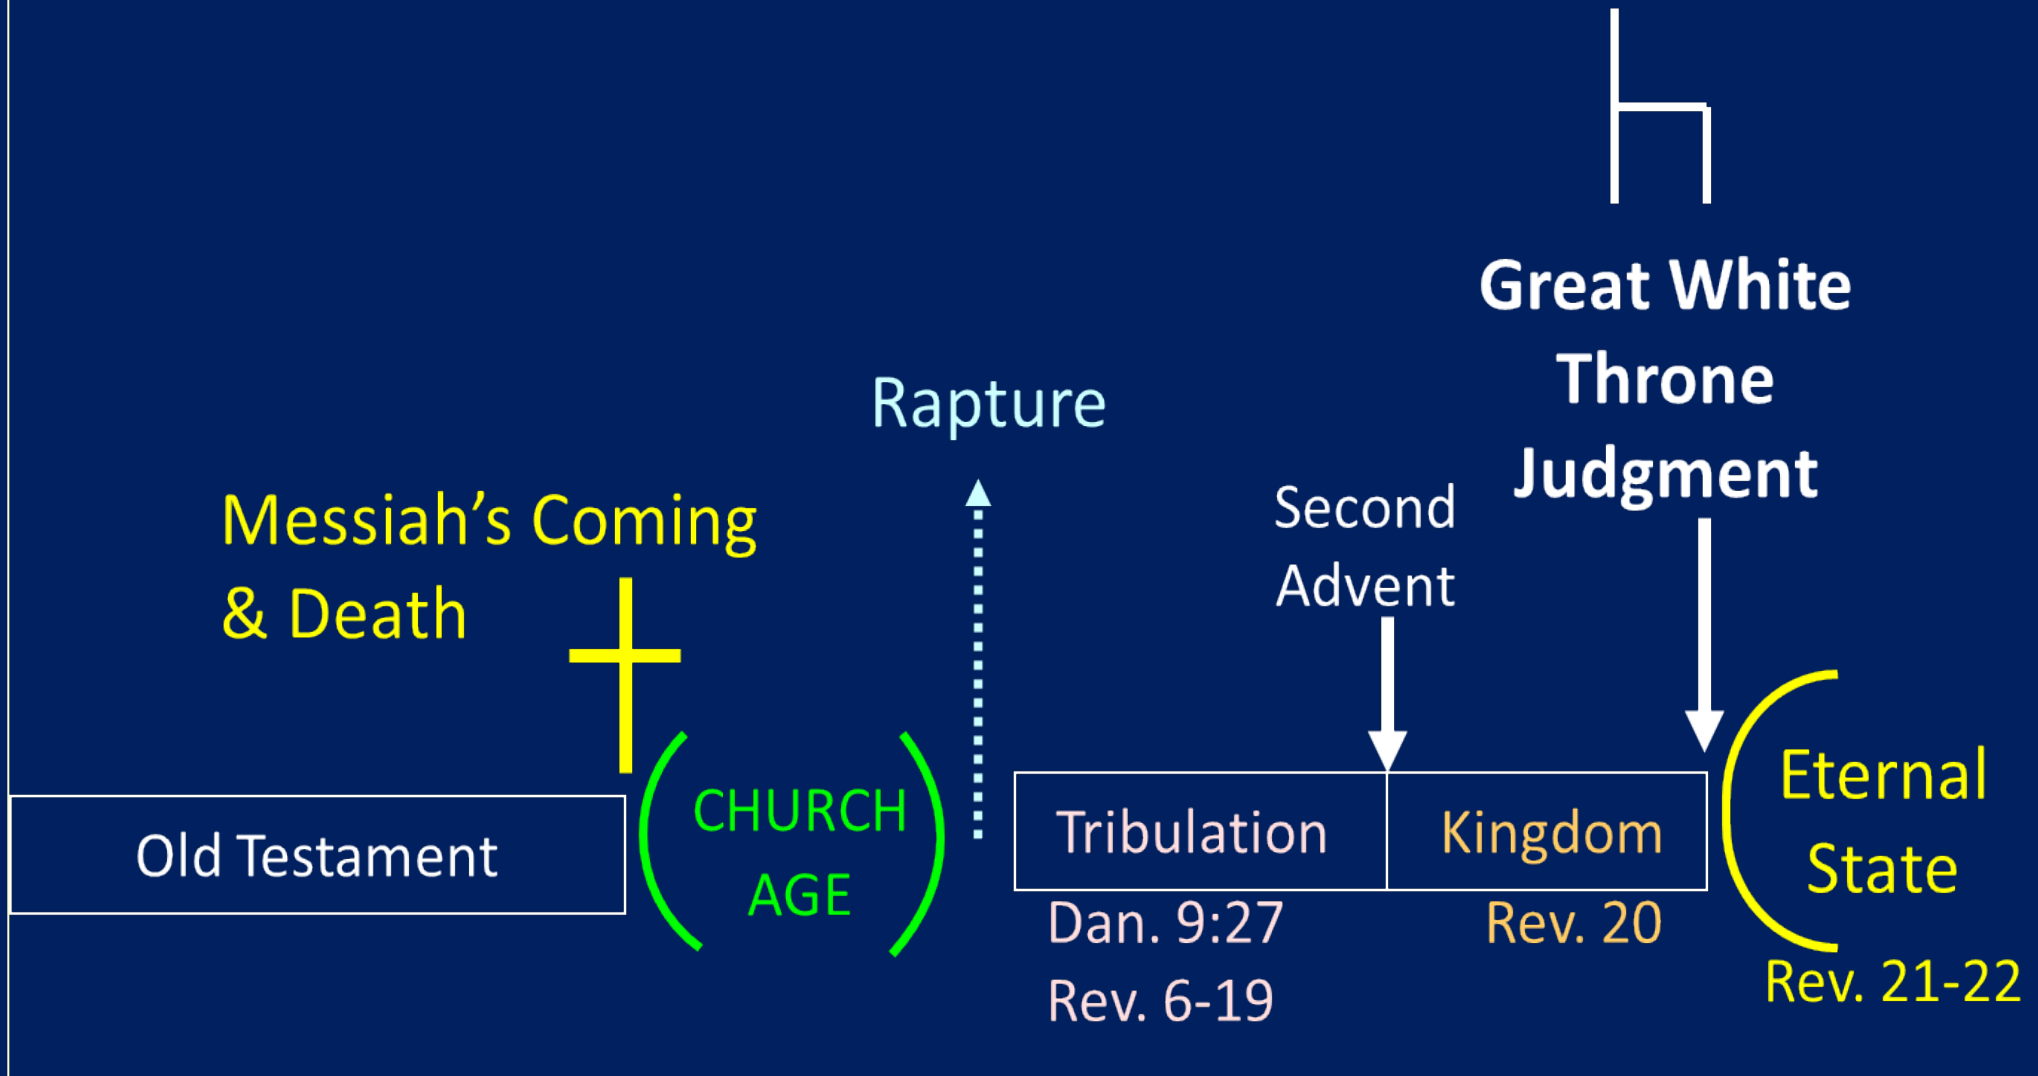 Great White
Throne
Judgment
Rapture
Second
Advent
Messiah’s Coming
& Death
Old Testament
CHURCH
AGE
Tribulation
Kingdom
Eternal
State
Dan. 9:27
Rev. 6-19
Rev. 20
Rev. 21-22